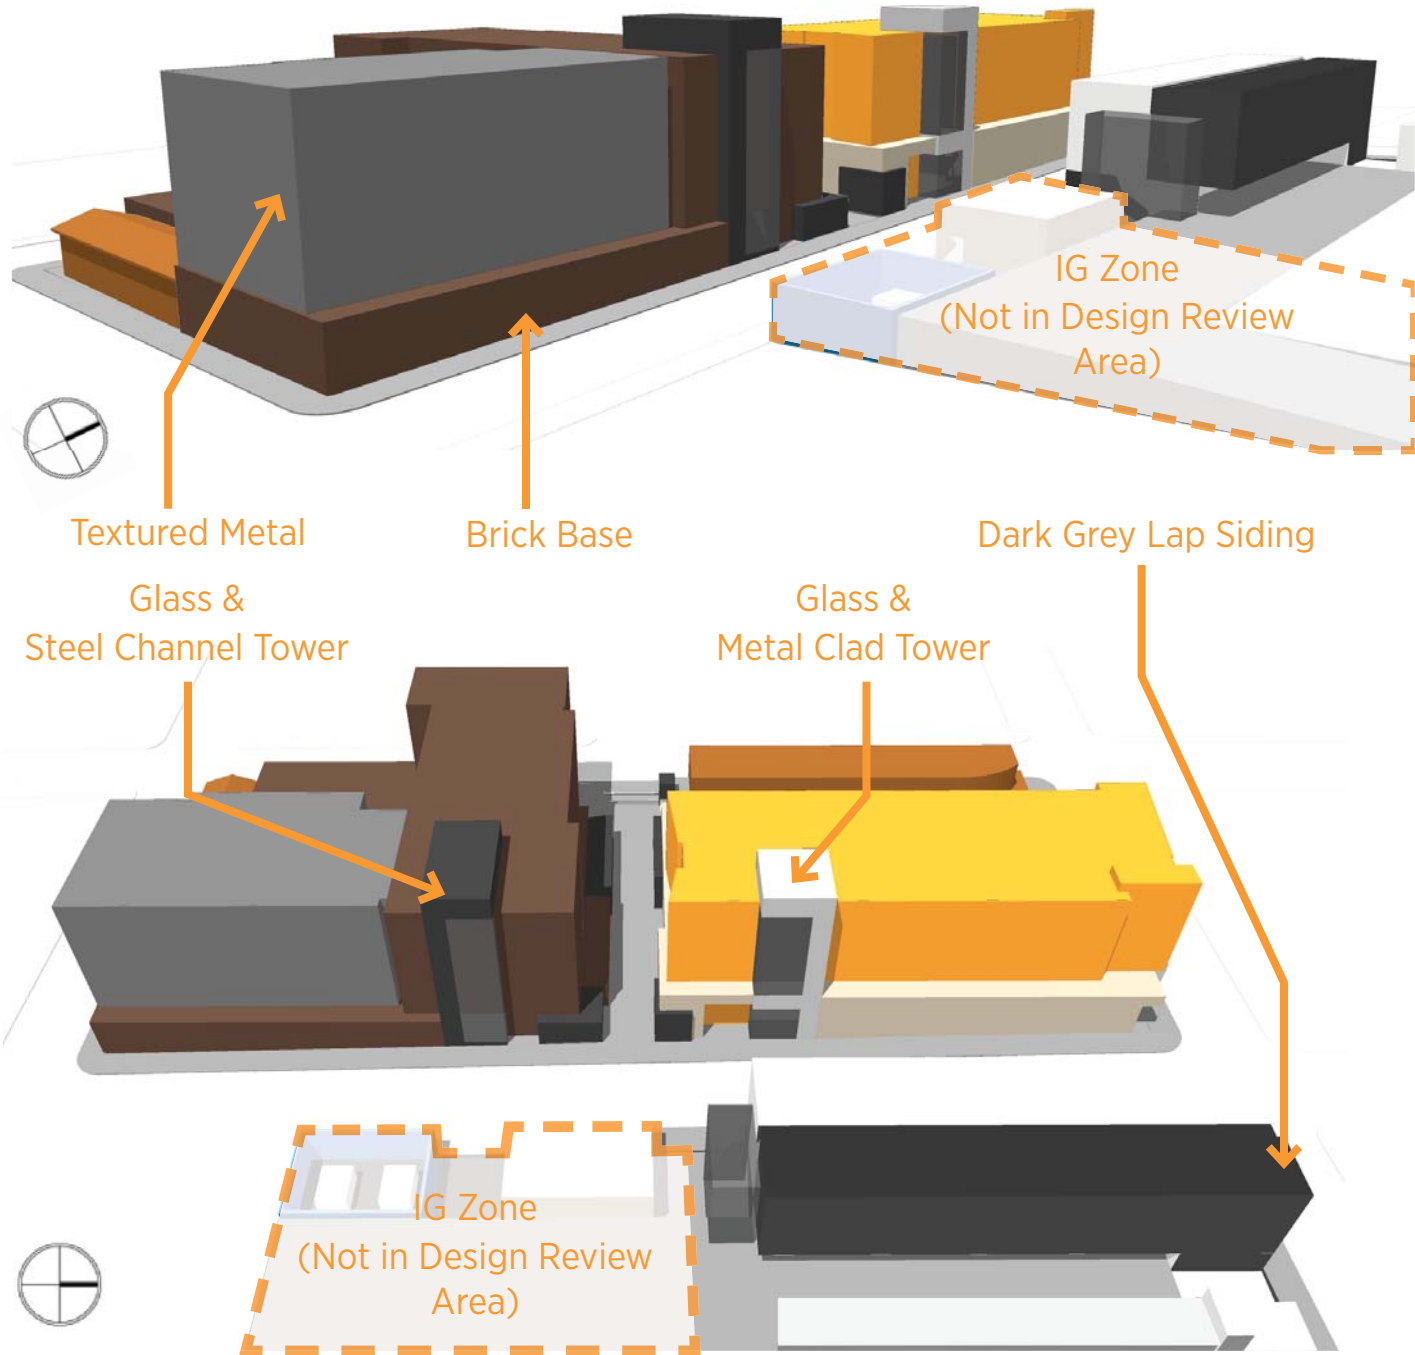 IG Zone
(Not in Design Review
Area)
Textured Metal
Brick Base
Dark Grey Lap Siding
Glass &
Steel Channel Tower
Glass &
Metal Clad Tower
IG Zone
(Not in Design Review
Area)